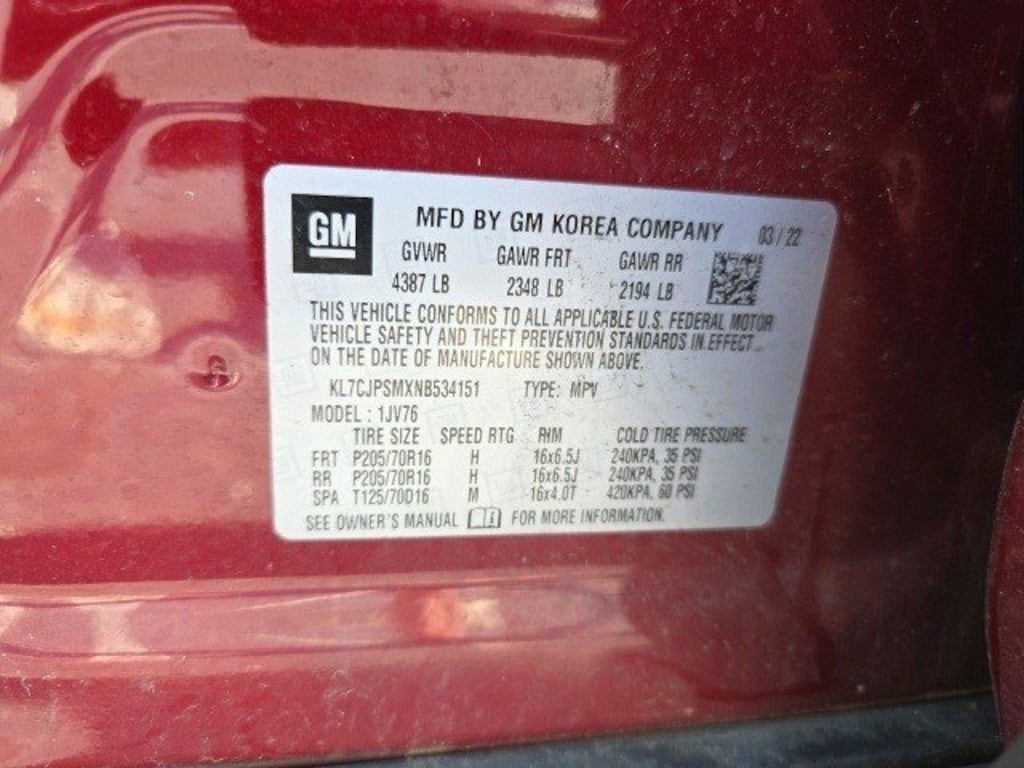 GM
MFD BY GM KOREA COMPANY 03 / 22
GVWR GAWR FRT GAWR RR
4387 LB 2348 LB 2194 LB
THIS VEHICLE CONFORMS TO ALL APPLICABLE U.S. FEDERAL MOTOR
VEHICLE SAFETY AND THEFT PREVENTION STANDARDS IN EFFECT
ON THE DATE OF MANUFACTURE SHOWN ABOVE.
KL7CJPSMXNB534151 TYPE: MPV
MODEL : 1JV76
TIRE SIZE SPEED RTG RHM COLD TIRE PRESSURE
FRT P205/70R16 H 16x6.5J 240KPA, 35 PSI
RR P205/70R16 H 16x6.5J 240KPA, 35 PSI
SPA T125/70D16 M 16x4.0T 420KPA, 60 PSI
SEE OWNER'S MANUAL i FOR MORE INFORMATION.